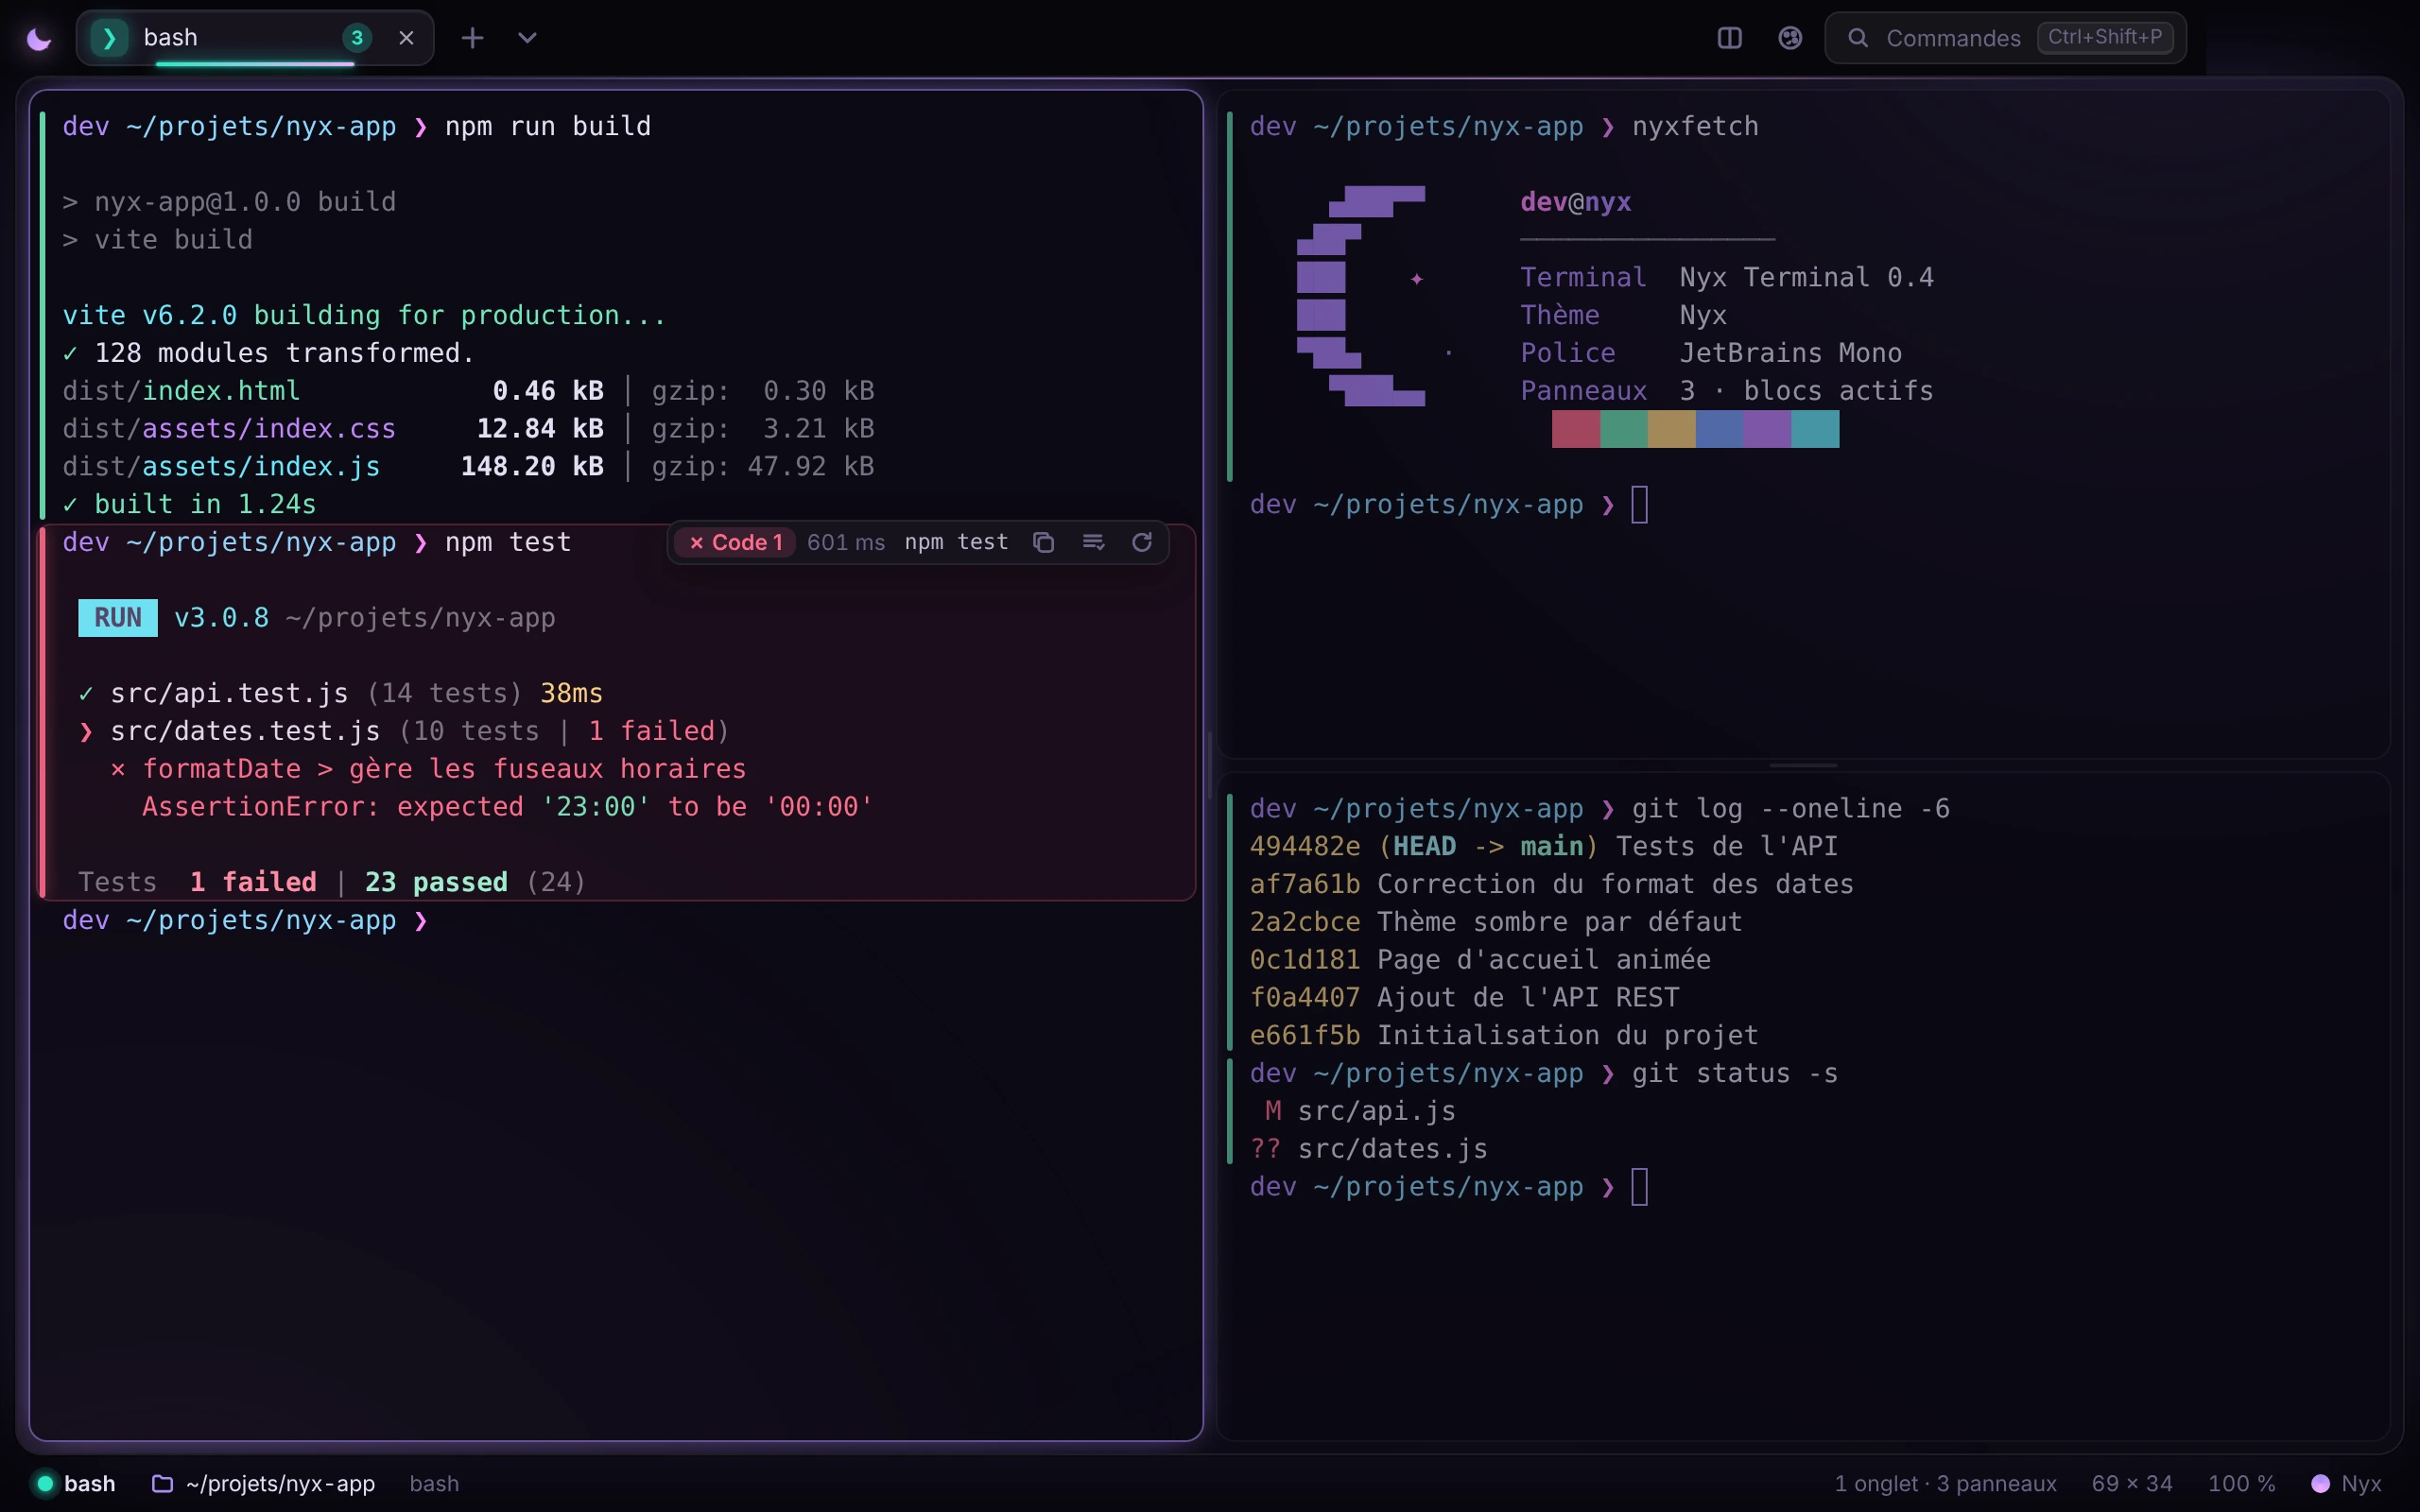 ❯ bash 3 ×
Commandes Ctrl+Shift+P
dev ~/projets/nyx-app ❯ npm run build
> nyx-app@1.0.0 build
> vite build
vite v6.2.0 building for production...
✓ 128 modules transformed.
dist/index.html 0.46 kB │ gzip: 0.30 kB
dist/assets/index.css 12.84 kB │ gzip: 3.21 kB
dist/assets/index.js 148.20 kB │ gzip: 47.92 kB
✓ built in 1.24s
dev ~/projets/nyx-app ❯ npm test
× Code 1 601 ms npm test
RUN v3.0.8 ~/projets/nyx-app
✓ src/api.test.js (14 tests) 38ms
❯ src/dates.test.js (10 tests | 1 failed)
× formatDate > gère les fuseaux horaires
AssertionError: expected '23:00' to be '00:00'
Tests 1 failed | 23 passed (24)
dev ~/projets/nyx-app ❯
dev ~/projets/nyx-app ❯ nyxfetch
dev@nyx
Terminal Nyx Terminal 0.4
Thème Nyx
Police JetBrains Mono
Panneaux 3 · blocs actifs
dev ~/projets/nyx-app ❯
dev ~/projets/nyx-app ❯ git log --oneline -6
494482e (HEAD -> main) Tests de l'API
af7a61b Correction du format des dates
2a2cbce Thème sombre par défaut
0c1d181 Page d'accueil animée
f0a4407 Ajout de l'API REST
e661f5b Initialisation du projet
dev ~/projets/nyx-app ❯ git status -s
M src/api.js
?? src/dates.js
dev ~/projets/nyx-app ❯
bash ~/projets/nyx-app bash
1 onglet · 3 panneaux 69 × 34 100 % Nyx